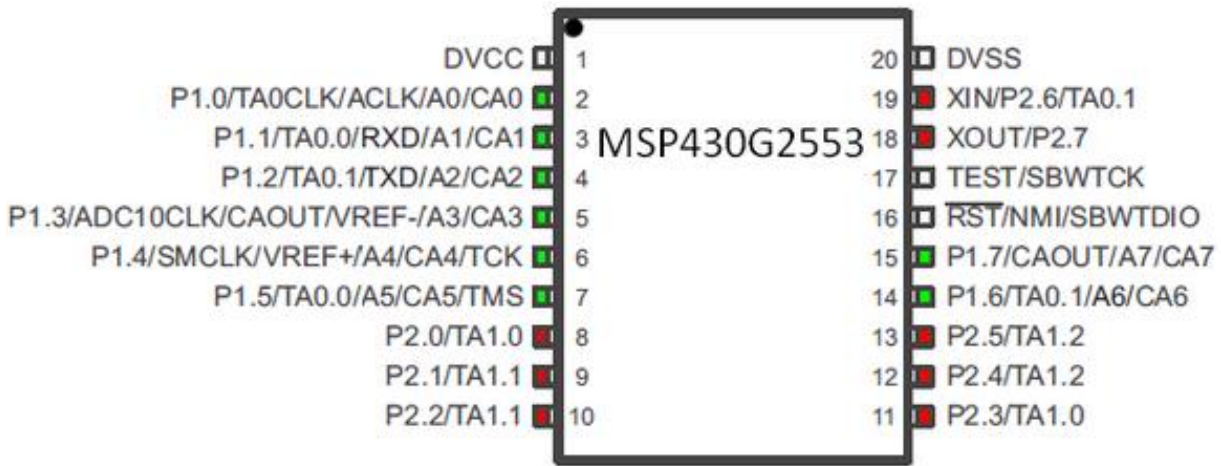 DVCC 1 20 DVSS
P1.0/TA0CLK/ACLK/A0/CA0 2 19 XIN/P2.6/TA0.1
P1.1/TA0.0/RXD/A1/CA1 3 MSP430G2553 18 XOUT/P2.7
P1.2/TA0.1/TXD/A2/CA2 4 17 TEST/SBWTCK
P1.3/ADC10CLK/CAOUT/VREF-/A3/CA3 5 16 RST/NMI/SBWTDIO
P1.4/SMCLK/VREF+/A4/CA4/TCK 6 15 P1.7/CAOUT/A7/CA7
P1.5/TA0.0/A5/CA5/TMS 7 14 P1.6/TA0.1/A6/CA6
P2.0/TA1.0 8 13 P2.5/TA1.2
P2.1/TA1.1 9 12 P2.4/TA1.2
P2.2/TA1.1 10 11 P2.3/TA1.0